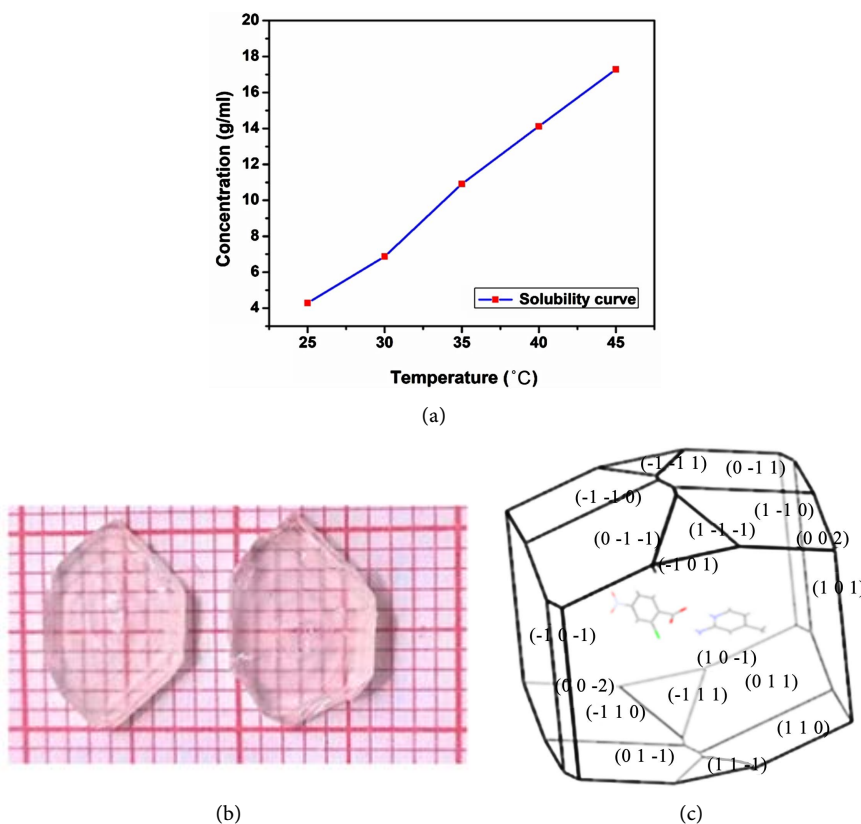 20
18
16
14
12
10
8
6
4
Concentration (g/ml)
Solubility curve
25 30 35 40 45
Temperature (°C)
(a)
(-1 -1 1)
(0 -1 1)
(-1 -1 0)
(1 -1 0)
(0 -1 -1)
(1 -1 -1)
(0 0 2)
(-1 0 1)
(1 0 1)
(-1 0 -1)
(1 0 -1)
(0 0 -2)
(-1 1 1)
(0 1 1)
(-1 1 0)
(1 1 0)
(0 1 -1)
(1 1 -1)
(b)
(c)